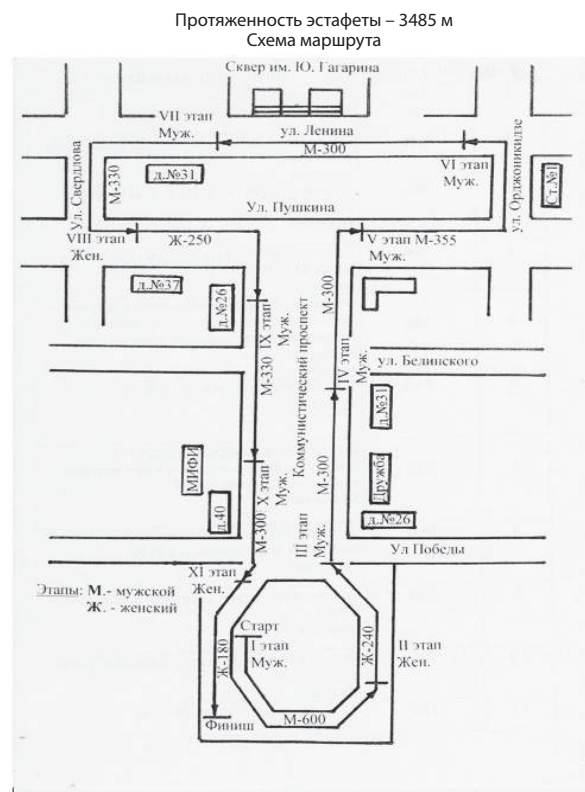 Протяженность эстафеты – 3485 м
Схема маршрута
Сквер им. Ю. Гагарина
VII этап
Муж.
ул. Ленина
М-300
VI этап
Муж.
ул. Свердлова
М-330
д.№31
Ул. Пушкина
ул. Орджоникидзе
Ст.№1
VIII этап
Жен.
Ж-250
V этап М-355
Муж.
д.№37
д.№26
IX этап
Муж.
М-330
Коммунистический проспект
М-300
IV этап
Муж.
ул. Белинского
д.№31
МИФИ
д.40
X этап
Муж.
М-300
III этап
Муж.
М-300
Дружба
д.№26
Ул Победы
XI этап
Жен.
Этапы: М.- мужской
Ж. - женский
Старт
I этап
Муж.
Ж-180
Ж-240
II этап
Жен.
М-600
Финиш